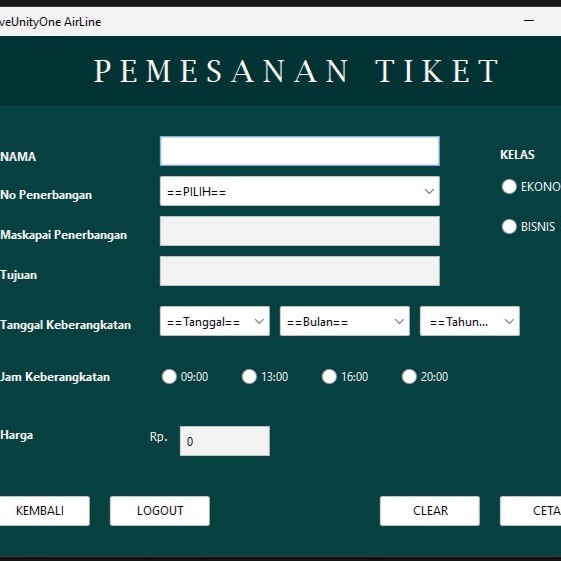 veUnityOne AirLine
PEMESANAN TIKET
NAMA
KELAS
No Penerbangan ==PILIH==
EKONO
Maskapai Penerbangan
BISNIS
Tujuan
Tanggal Keberangkatan ==Tanggal== ==Bulan== ==Tahun...
Jam Keberangkatan 09:00 13:00 16:00 20:00
Harga Rp. 0
KEMBALI LOGOUT CLEAR CETA